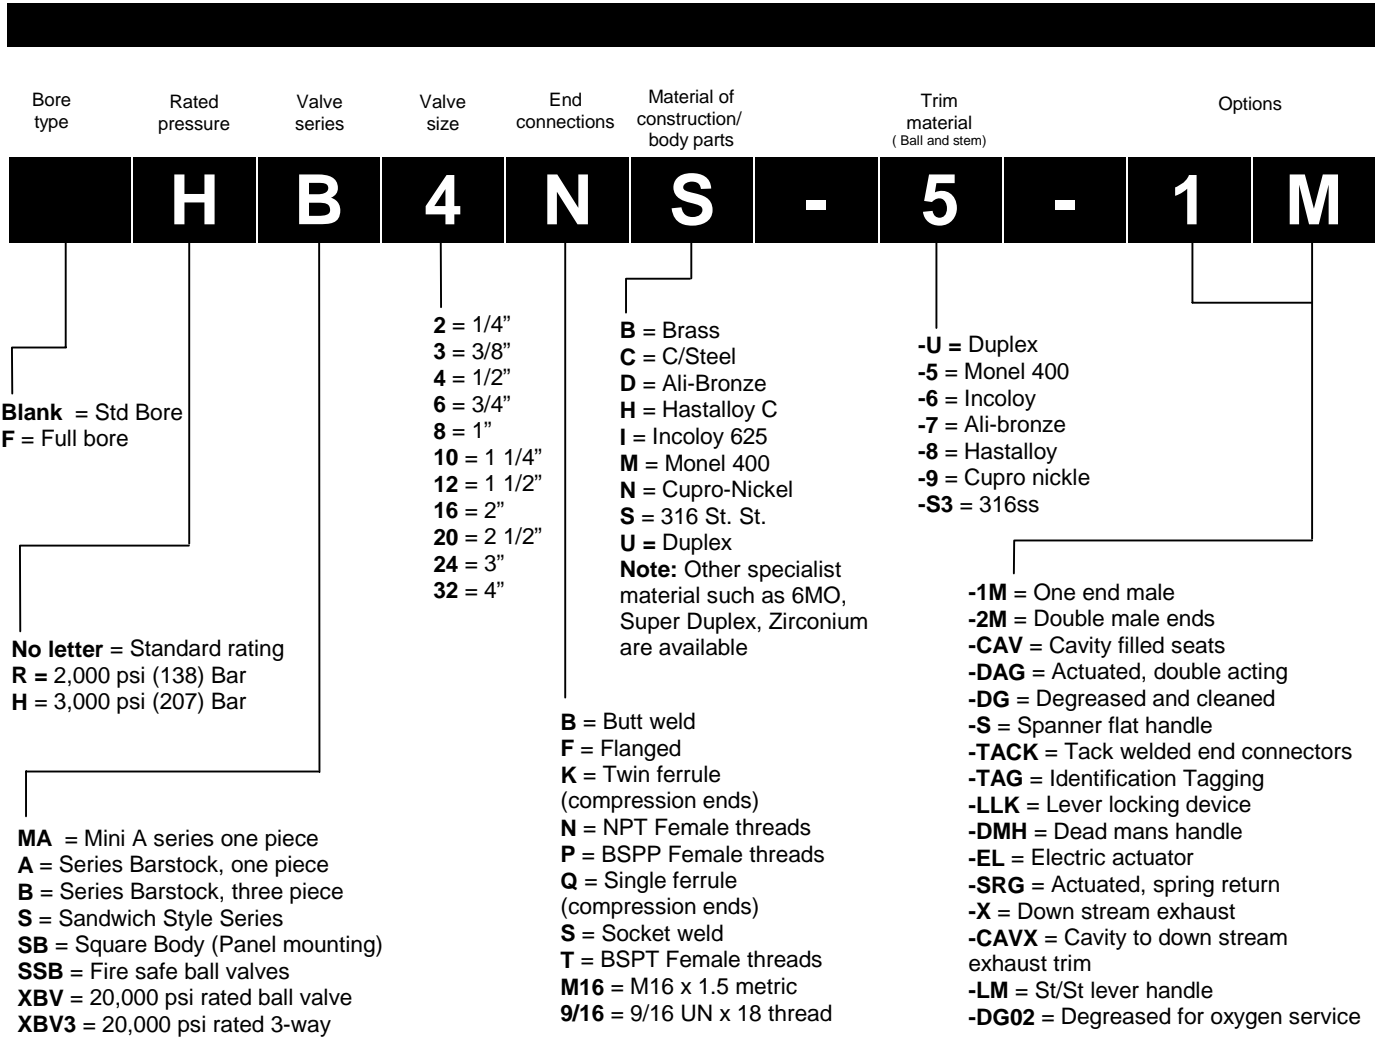 Bore type
Rated pressure
Valve series
Valve size
End connections
Material of construction/ body parts
Trim material ( Ball and stem)
Options
H B 4 N S - 5 - 1 M
Blank = Std Bore
F = Full bore
No letter = Standard rating
R = 2,000 psi (138) Bar
H = 3,000 psi (207) Bar
MA = Mini A series one piece
A = Series Barstock, one piece
B = Series Barstock, three piece
S = Sandwich Style Series
SB = Square Body (Panel mounting)
SSB = Fire safe ball valves
XBV = 20,000 psi rated ball valve
XBV3 = 20,000 psi rated 3-way
2 = 1/4”
3 = 3/8”
4 = 1/2”
6 = 3/4”
8 = 1”
10 = 1 1/4”
12 = 1 1/2”
16 = 2”
20 = 2 1/2”
24 = 3”
32 = 4”
B = Butt weld
F = Flanged
K = Twin ferrule
(compression ends)
N = NPT Female threads
P = BSPP Female threads
Q = Single ferrule
(compression ends)
S = Socket weld
T = BSPT Female threads
M16 = M16 x 1.5 metric
9/16 = 9/16 UN x 18 thread
B = Brass
C = C/Steel
D = Ali-Bronze
H = Hastalloy C
I = Incoloy 625
M = Monel 400
N = Cupro-Nickel
S = 316 St. St.
U = Duplex
Note: Other specialist
material such as 6MO,
Super Duplex, Zirconium
are available
-U = Duplex
-5 = Monel 400
-6 = Incoloy
-7 = Ali-bronze
-8 = Hastalloy
-9 = Cupro nickle
-S3 = 316ss
-1M = One end male
-2M = Double male ends
-CAV = Cavity filled seats
-DAG = Actuated, double acting
-DG = Degreased and cleaned
-S = Spanner flat handle
-TACK = Tack welded end connectors
-TAG = Identification Tagging
-LLK = Lever locking device
-DMH = Dead mans handle
-EL = Electric actuator
-SRG = Actuated, spring return
-X = Down stream exhaust
-CAVX = Cavity to down stream
exhaust trim
-LM = St/St lever handle
-DG02 = Degreased for oxygen service